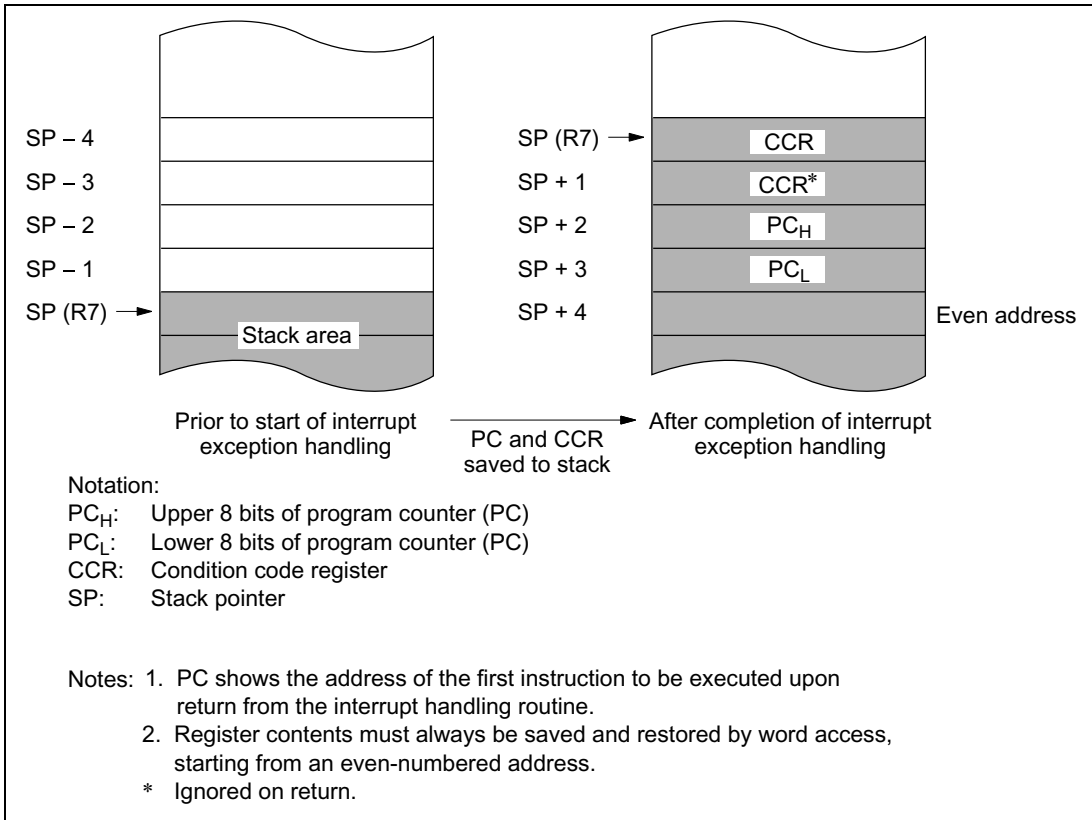 SP – 4
SP – 3
SP – 2
SP – 1
SP (R7)
Stack area
SP (R7)
SP + 1
SP + 2
SP + 3
SP + 4
CCR
CCR*
PCH
PCL
Even address
Prior to start of interrupt
exception handling
PC and CCR
saved to stack
After completion of interrupt
exception handling
Notation:
PCH: Upper 8 bits of program counter (PC)
PCL: Lower 8 bits of program counter (PC)
CCR: Condition code register
SP: Stack pointer
Notes: 1. PC shows the address of the first instruction to be executed upon
return from the interrupt handling routine.
2. Register contents must always be saved and restored by word access,
starting from an even-numbered address.
* Ignored on return.